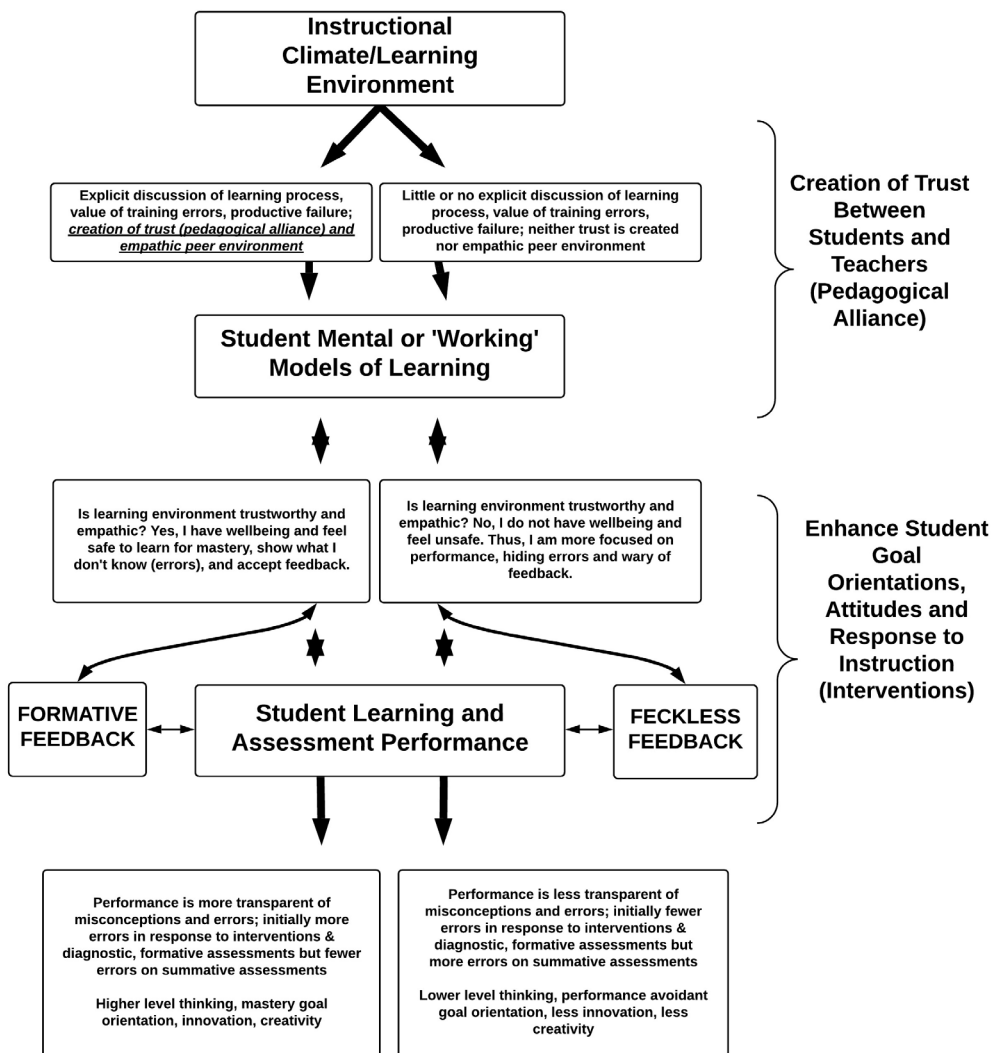 Instructional
Climate/Learning
Environment
Explicit discussion of learning process,
value of training errors, productive failure;
creation of trust (pedagogical alliance) and
empathic peer environment
Little or no explicit discussion of learning
process, value of training errors,
productive failure; neither trust is created
nor empathic peer environment
Creation of Trust
Between
Students and
Teachers
(Pedagogical
Alliance)
Student Mental or 'Working'
Models of Learning
Is learning environment trustworthy and
empathic? Yes, I have wellbeing and feel
safe to learn for mastery, show what I
don't know (errors), and accept feedback.
Is learning environment trustworthy and
empathic? No, I do not have wellbeing and
feel unsafe. Thus, I am more focused on
performance, hiding errors and wary of
feedback.
Enhance Student
Goal
Orientations,
Attitudes and
Response to
Instruction
(Interventions)
FORMATIVE
FEEDBACK
Student Learning and
Assessment Performance
FECKLESS
FEEDBACK
Performance is more transparent of
misconceptions and errors; initially more
errors in response to interventions &
diagnostic, formative assessments but fewer
errors on summative assessments
Higher level thinking, mastery goal
orientation, innovation, creativity
Performance is less transparent of
misconceptions and errors; initially fewer
errors in response to interventions &
diagnostic, formative assessments but
more errors on summative assessments
Lower level thinking, performance avoidant
goal orientation, less innovation, less
creativity